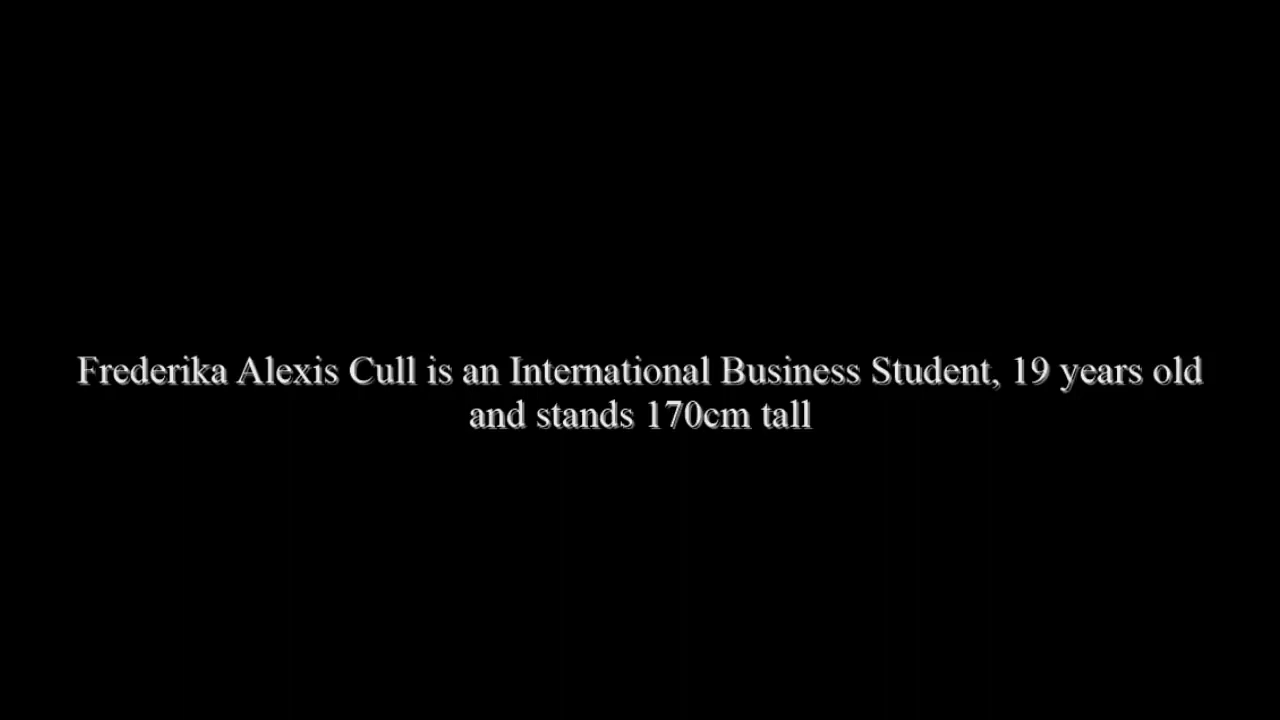 Frederika Alexis Cull is an International Business Student, 19 years old
and stands 170cm tall